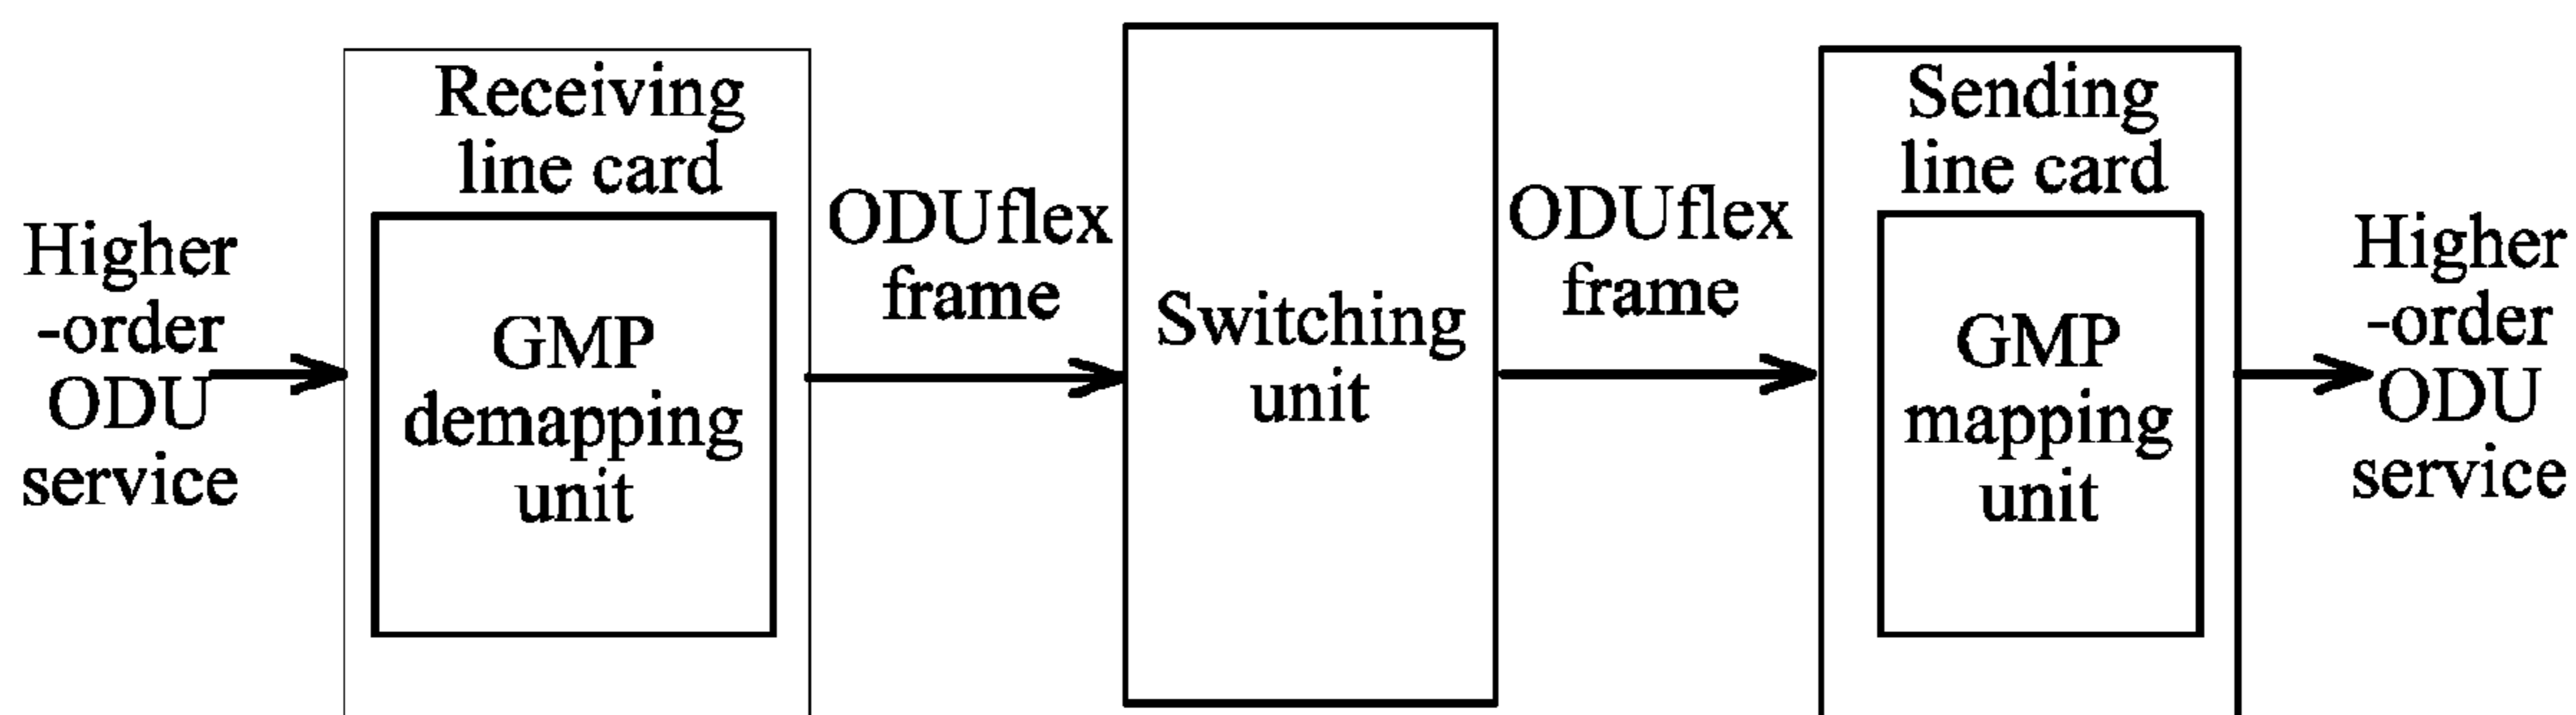 Higher
-order
ODU
service
Receiving
line card
GMP
demapping
unit
ODUflex
frame
Switching
unit
ODUflex
frame
Sending
line card
GMP
mapping
unit
Higher
-order
ODU
service